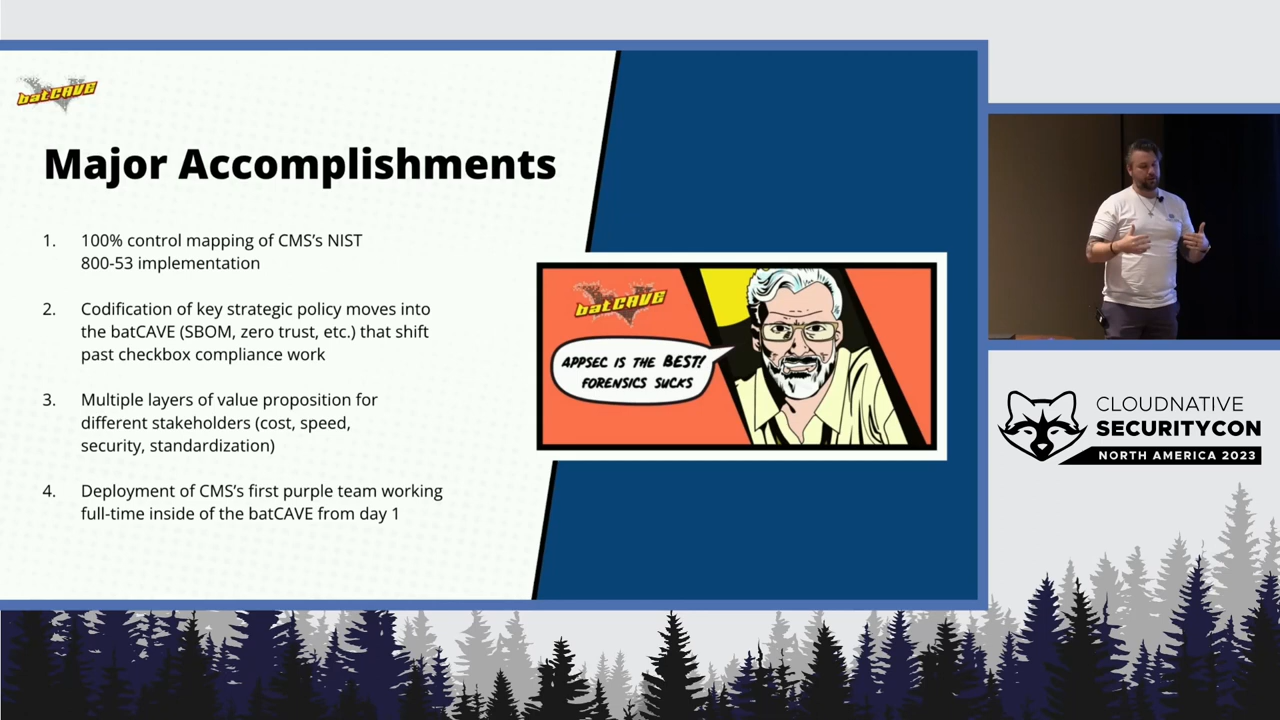 batCAVE
Major Accomplishments
1. 100% control mapping of CMS’s NIST
800-53 implementation
2. Codification of key strategic policy moves into
the batCAVE (SBOM, zero trust, etc.) that shift
past checkbox compliance work
3. Multiple layers of value proposition for
different stakeholders (cost, speed,
security, standardization)
4. Deployment of CMS’s first purple team working
full-time inside of the batCAVE from day 1
batCAVE
APPSEC IS THE BEST!
FORENSICS SUCKS
CLOUDNATIVE
SECURITYCON
NORTH AMERICA 2023